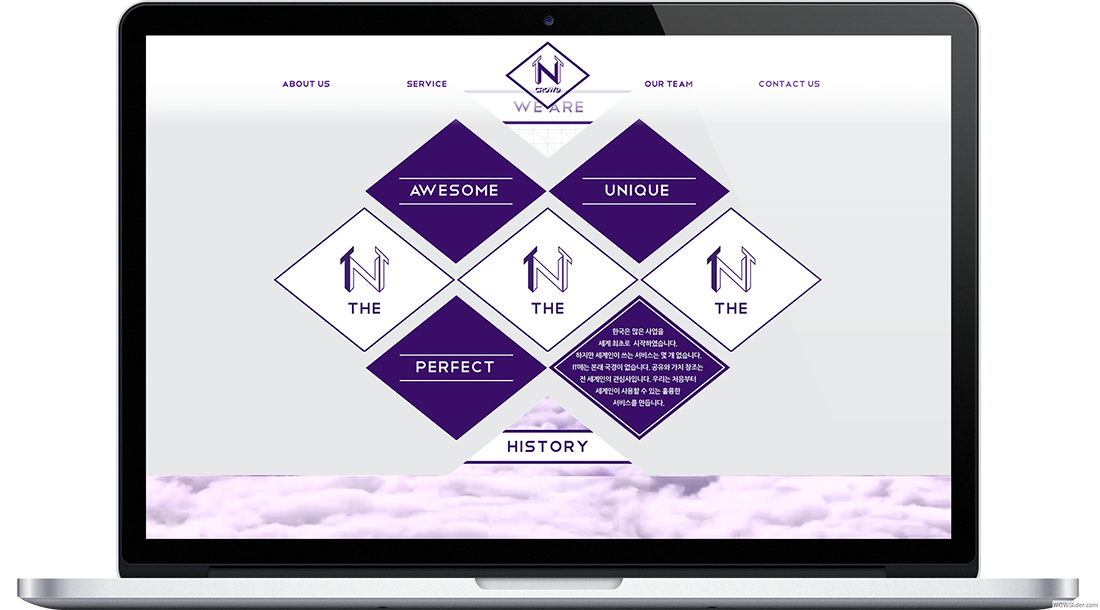 ABOUT US
SERVICE
N
CROWD
OUR TEAM
CONTACT US
WE ARE
AWESOME
UNIQUE
THE
THE
THE
PERFECT
한국은 많은 사업을
세계 최초로 시작하였습니다.
하지만 세계인이 쓰는 서비스는 몇 개 없습니다.
IT에는 본래 국경이 없습니다. 공유와 가치 창조는
전 세계인의 관심사입니다. 우리는 처음부터
세계인이 사용할 수 있는 훌륭한
서비스를 만듭니다.
HISTORY
WOWSlider.com